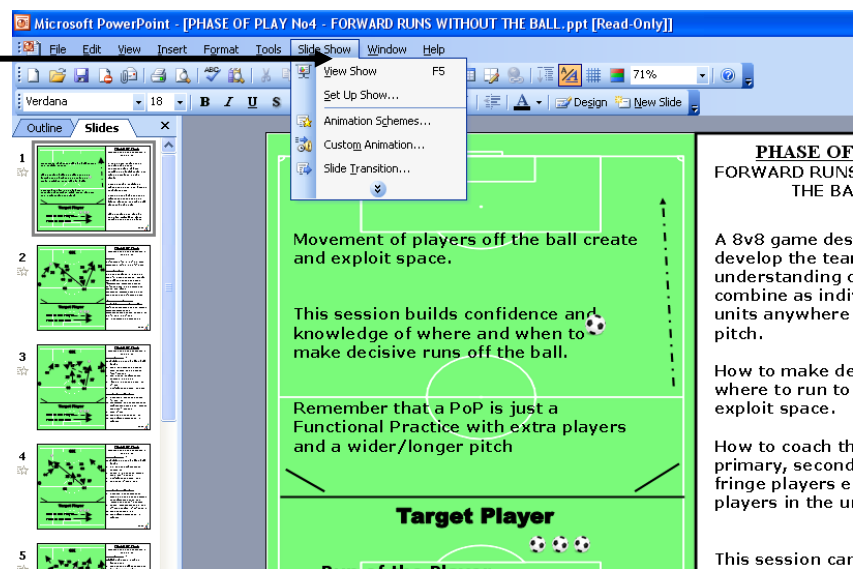 Microsoft PowerPoint - [PHASE OF PLAY No4 - FORWARD RUNS WITHOUT THE BALL.ppt [Read-Only]]
File Edit View Insert Format Tools Slide Show Window Help
71%
View Show F5
Set Up Show...
Animation Schemes...
Custom Animation...
Slide Transition...
Verdana 18 B I U S A Design New Slide
Outline Slides
1
2
3
4
5
Target Player
Movement of players off the ball create
and exploit space.
This session builds confidence and
knowledge of where and when to
make decisive runs off the ball.
Remember that a PoP is just a
Functional Practice with extra players
and a wider/longer pitch
Target Player
PHASE OF
FORWARD RUNS
THE BA
A 8v8 game des
develop the tear
understanding
combine as indi
units anywhere
pitch.
How to make de
where to run to
exploit space.
How to coach th
primary, second
fringe players e
players in the u
This session can